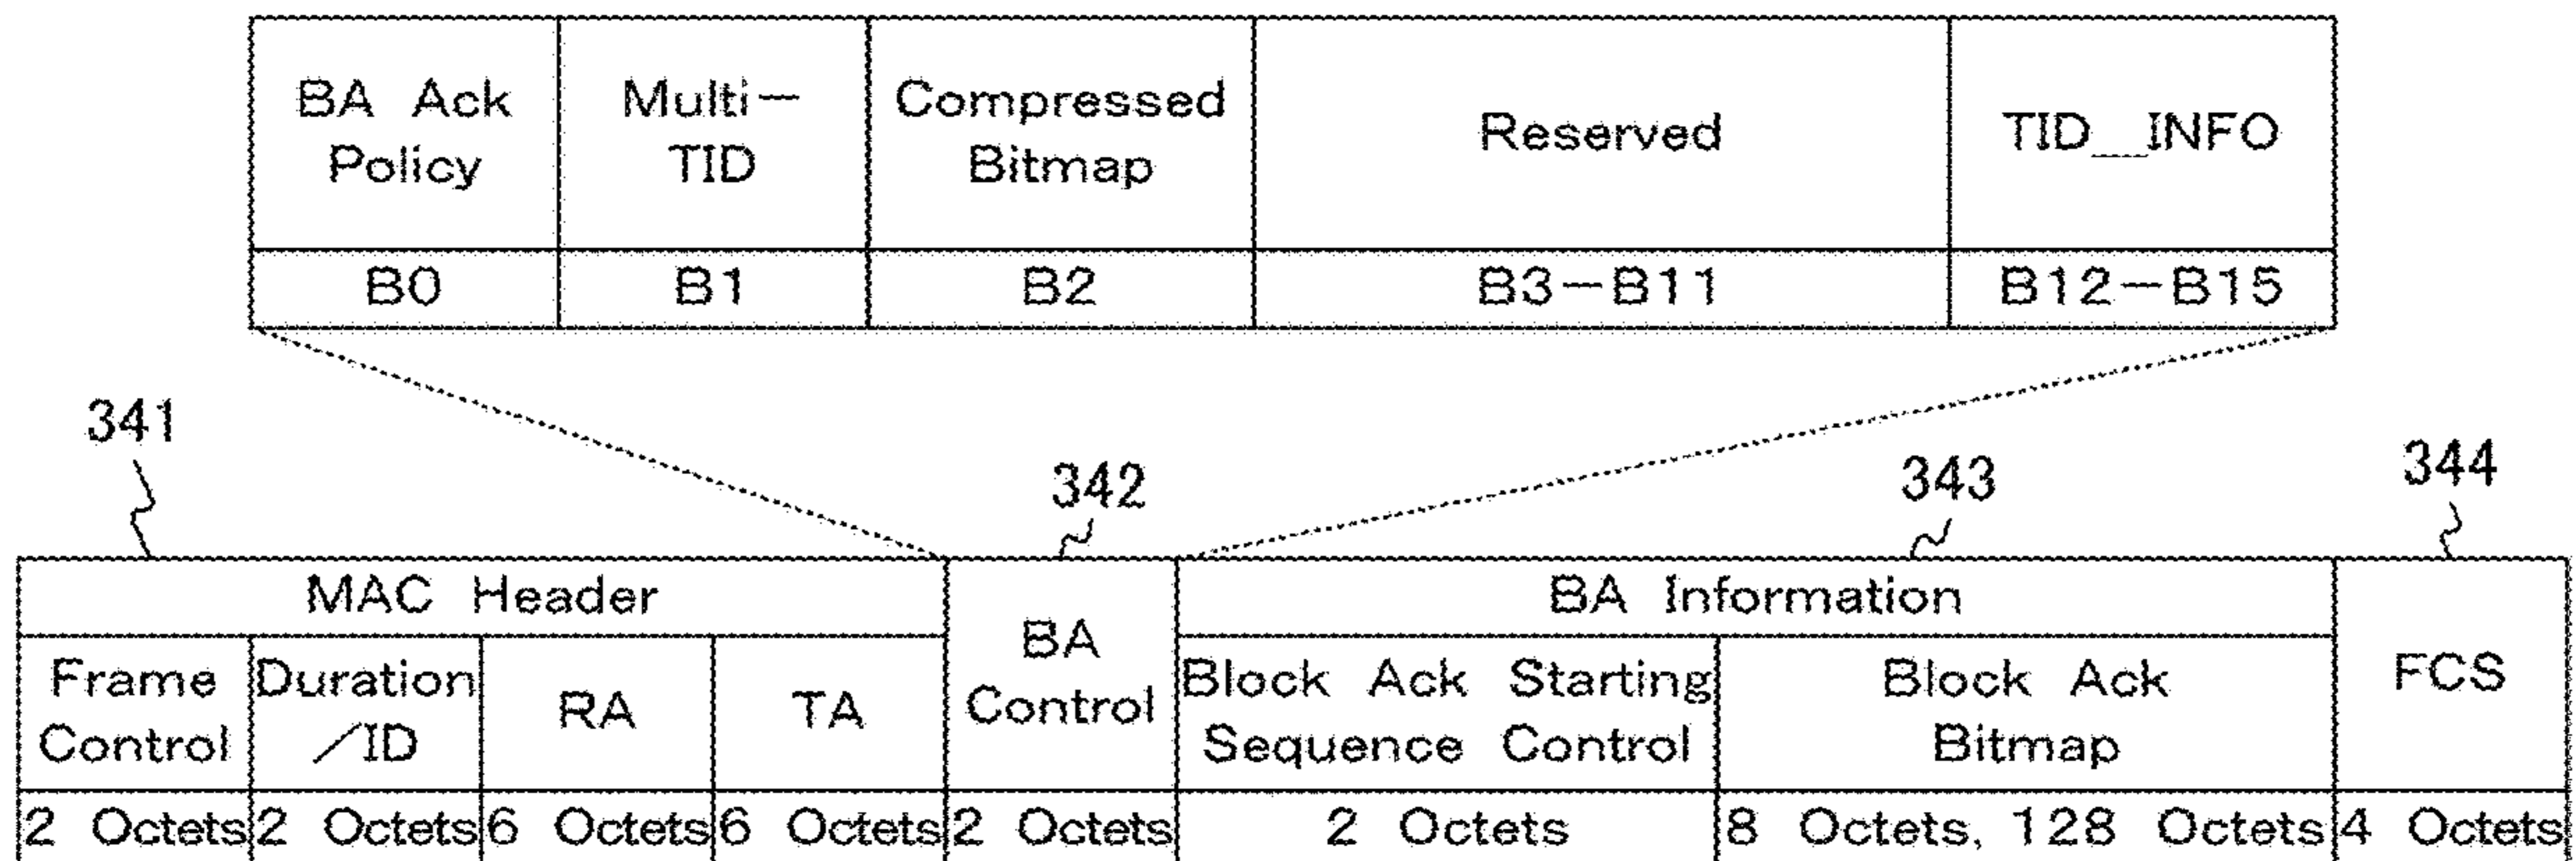 BA Ack Policy
Multi-
TID
Compressed
Bitmap
Reserved
TID__INFO
B0
B1
B2
B3-B11
B12-B15
341
342
343
344
MAC Header
BA
Control
BA Information
FCS
Frame
Control
Duration
/ID
RA
TA
Block Ack Starting
Sequence Control
Block Ack
Bitmap
2 Octets
2 Octets
6 Octets
6 Octets
2 Octets
2 Octets
8 Octets, 128 Octets
4 Octets